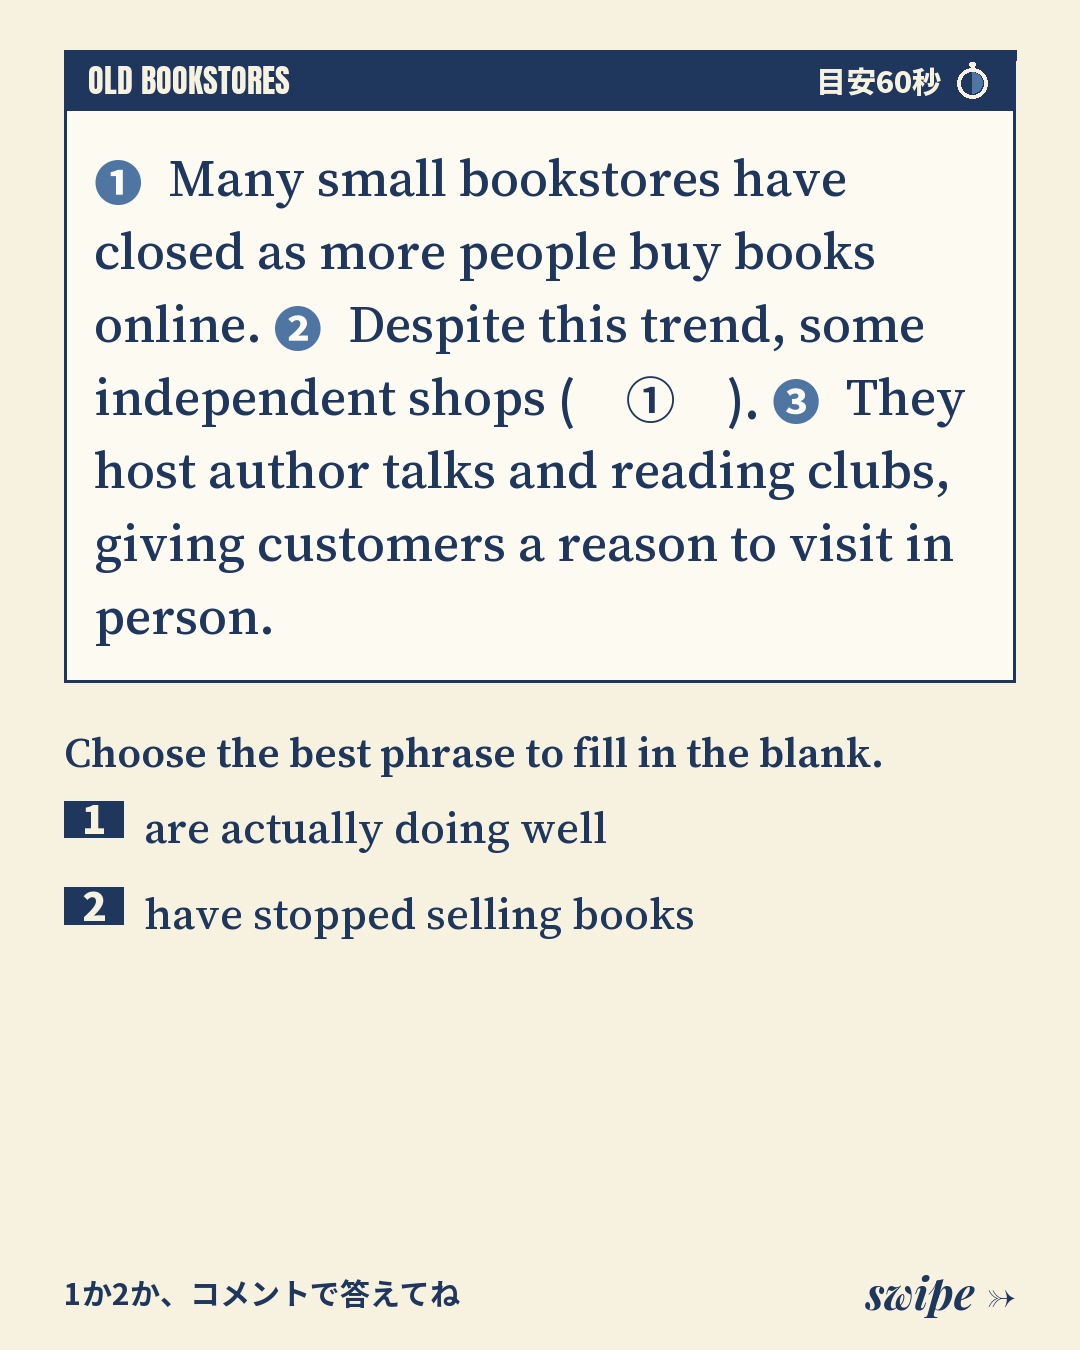 OLD BOOKSTORES 目安60秒
❶ Many small bookstores have
closed as more people buy books
online. ❷ Despite this trend, some
independent shops ( ① ). ❸ They
host author talks and reading clubs,
giving customers a reason to visit in
person.
Choose the best phrase to fill in the blank.
1 are actually doing well
2 have stopped selling books
1か2か、コメントで答えてね swipe